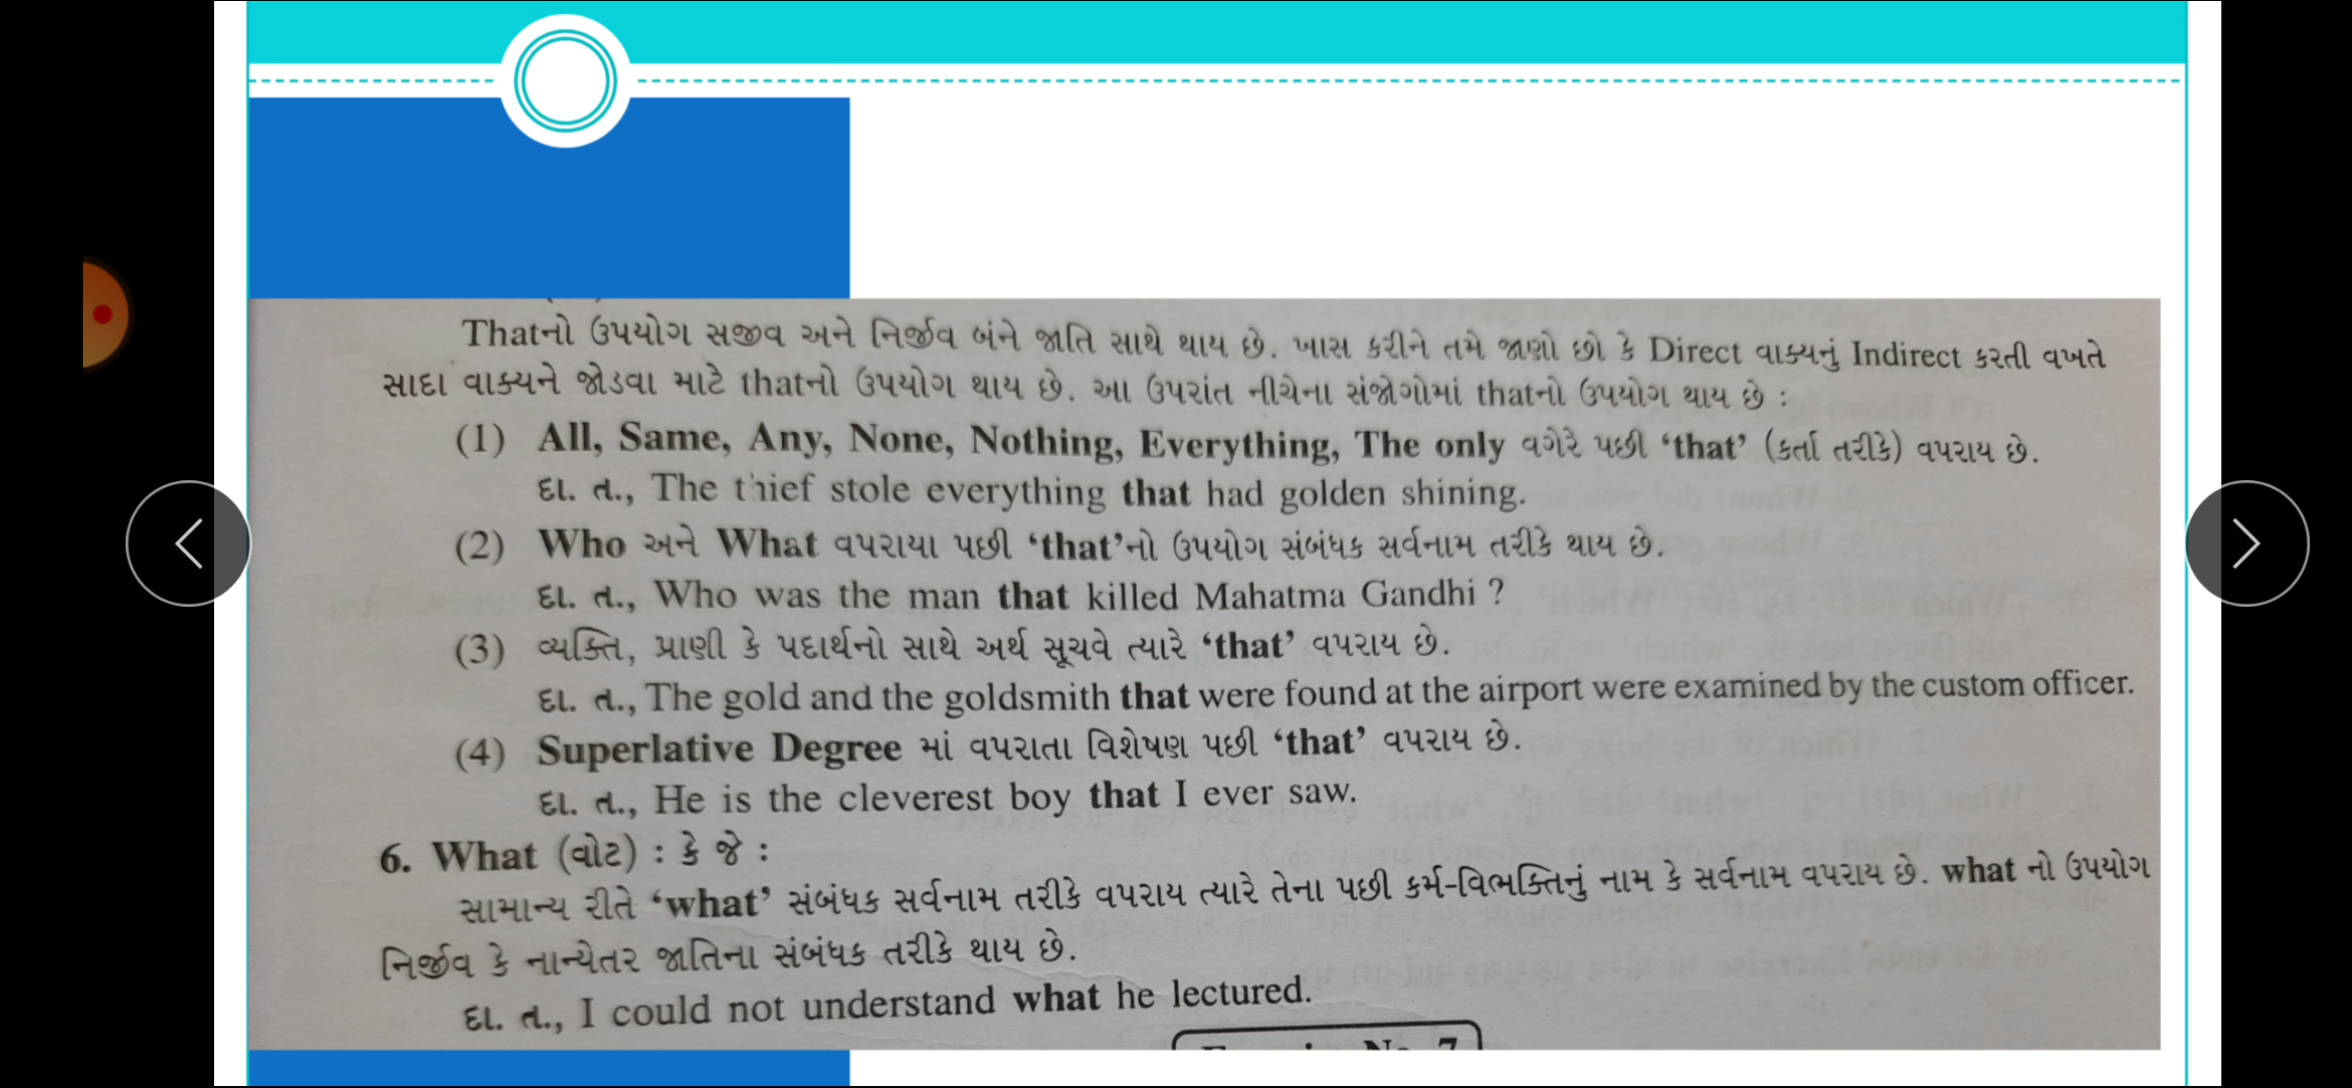 Thatનો ઉપયોગ સજીવ અને નિર્જીવ બંને જાતિ સાથે થાય છે. ખાસ કરીને તમે જાણો છો કે Direct વાક્યનું Indirect કરતી વખતે
સાદા વાક્યને જોડવા માટે thatનો ઉપયોગ થાય છે. આ ઉપરાંત નીચેના સંજોગોમાં thatનો ઉપયોગ થાય છે :
(1) All, Same, Any, None, Nothing, Everything, The only વગેરે પછી ‘that’ (કર્તા તરીકે) વપરાય છે.
દા. ત., The thief stole everything that had golden shining.
(2) Who અને What વપરાયા પછી ‘that’નો ઉપયોગ સંબંધક સર્વનામ તરીકે થાય છે.
દા. ત., Who was the man that killed Mahatma Gandhi ?
(3) વ્યક્તિ, પ્રાણી કે પદાર્થનો સાથે અર્થ સૂચવે ત્યારે ‘that’ વપરાય છે.
દા. ત., The gold and the goldsmith that were found at the airport were examined by the custom officer.
(4) Superlative Degree માં વપરાતા વિશેષણ પછી ‘that’ વપરાય છે.
દા. ત., He is the cleverest boy that I ever saw.
6. What (વોટ) : કે જે :
સામાન્ય રીતે ‘what’ સંબંધક સર્વનામ તરીકે વપરાય ત્યારે તેના પછી કર્મ-વિભક્તિનું નામ કે સર્વનામ વપરાય છે. what નો ઉપયોગ
નિર્જીવ કે નાન્યેતર જાતિના સંબંધક તરીકે થાય છે.
દા. ત., I could not understand what he lectured.